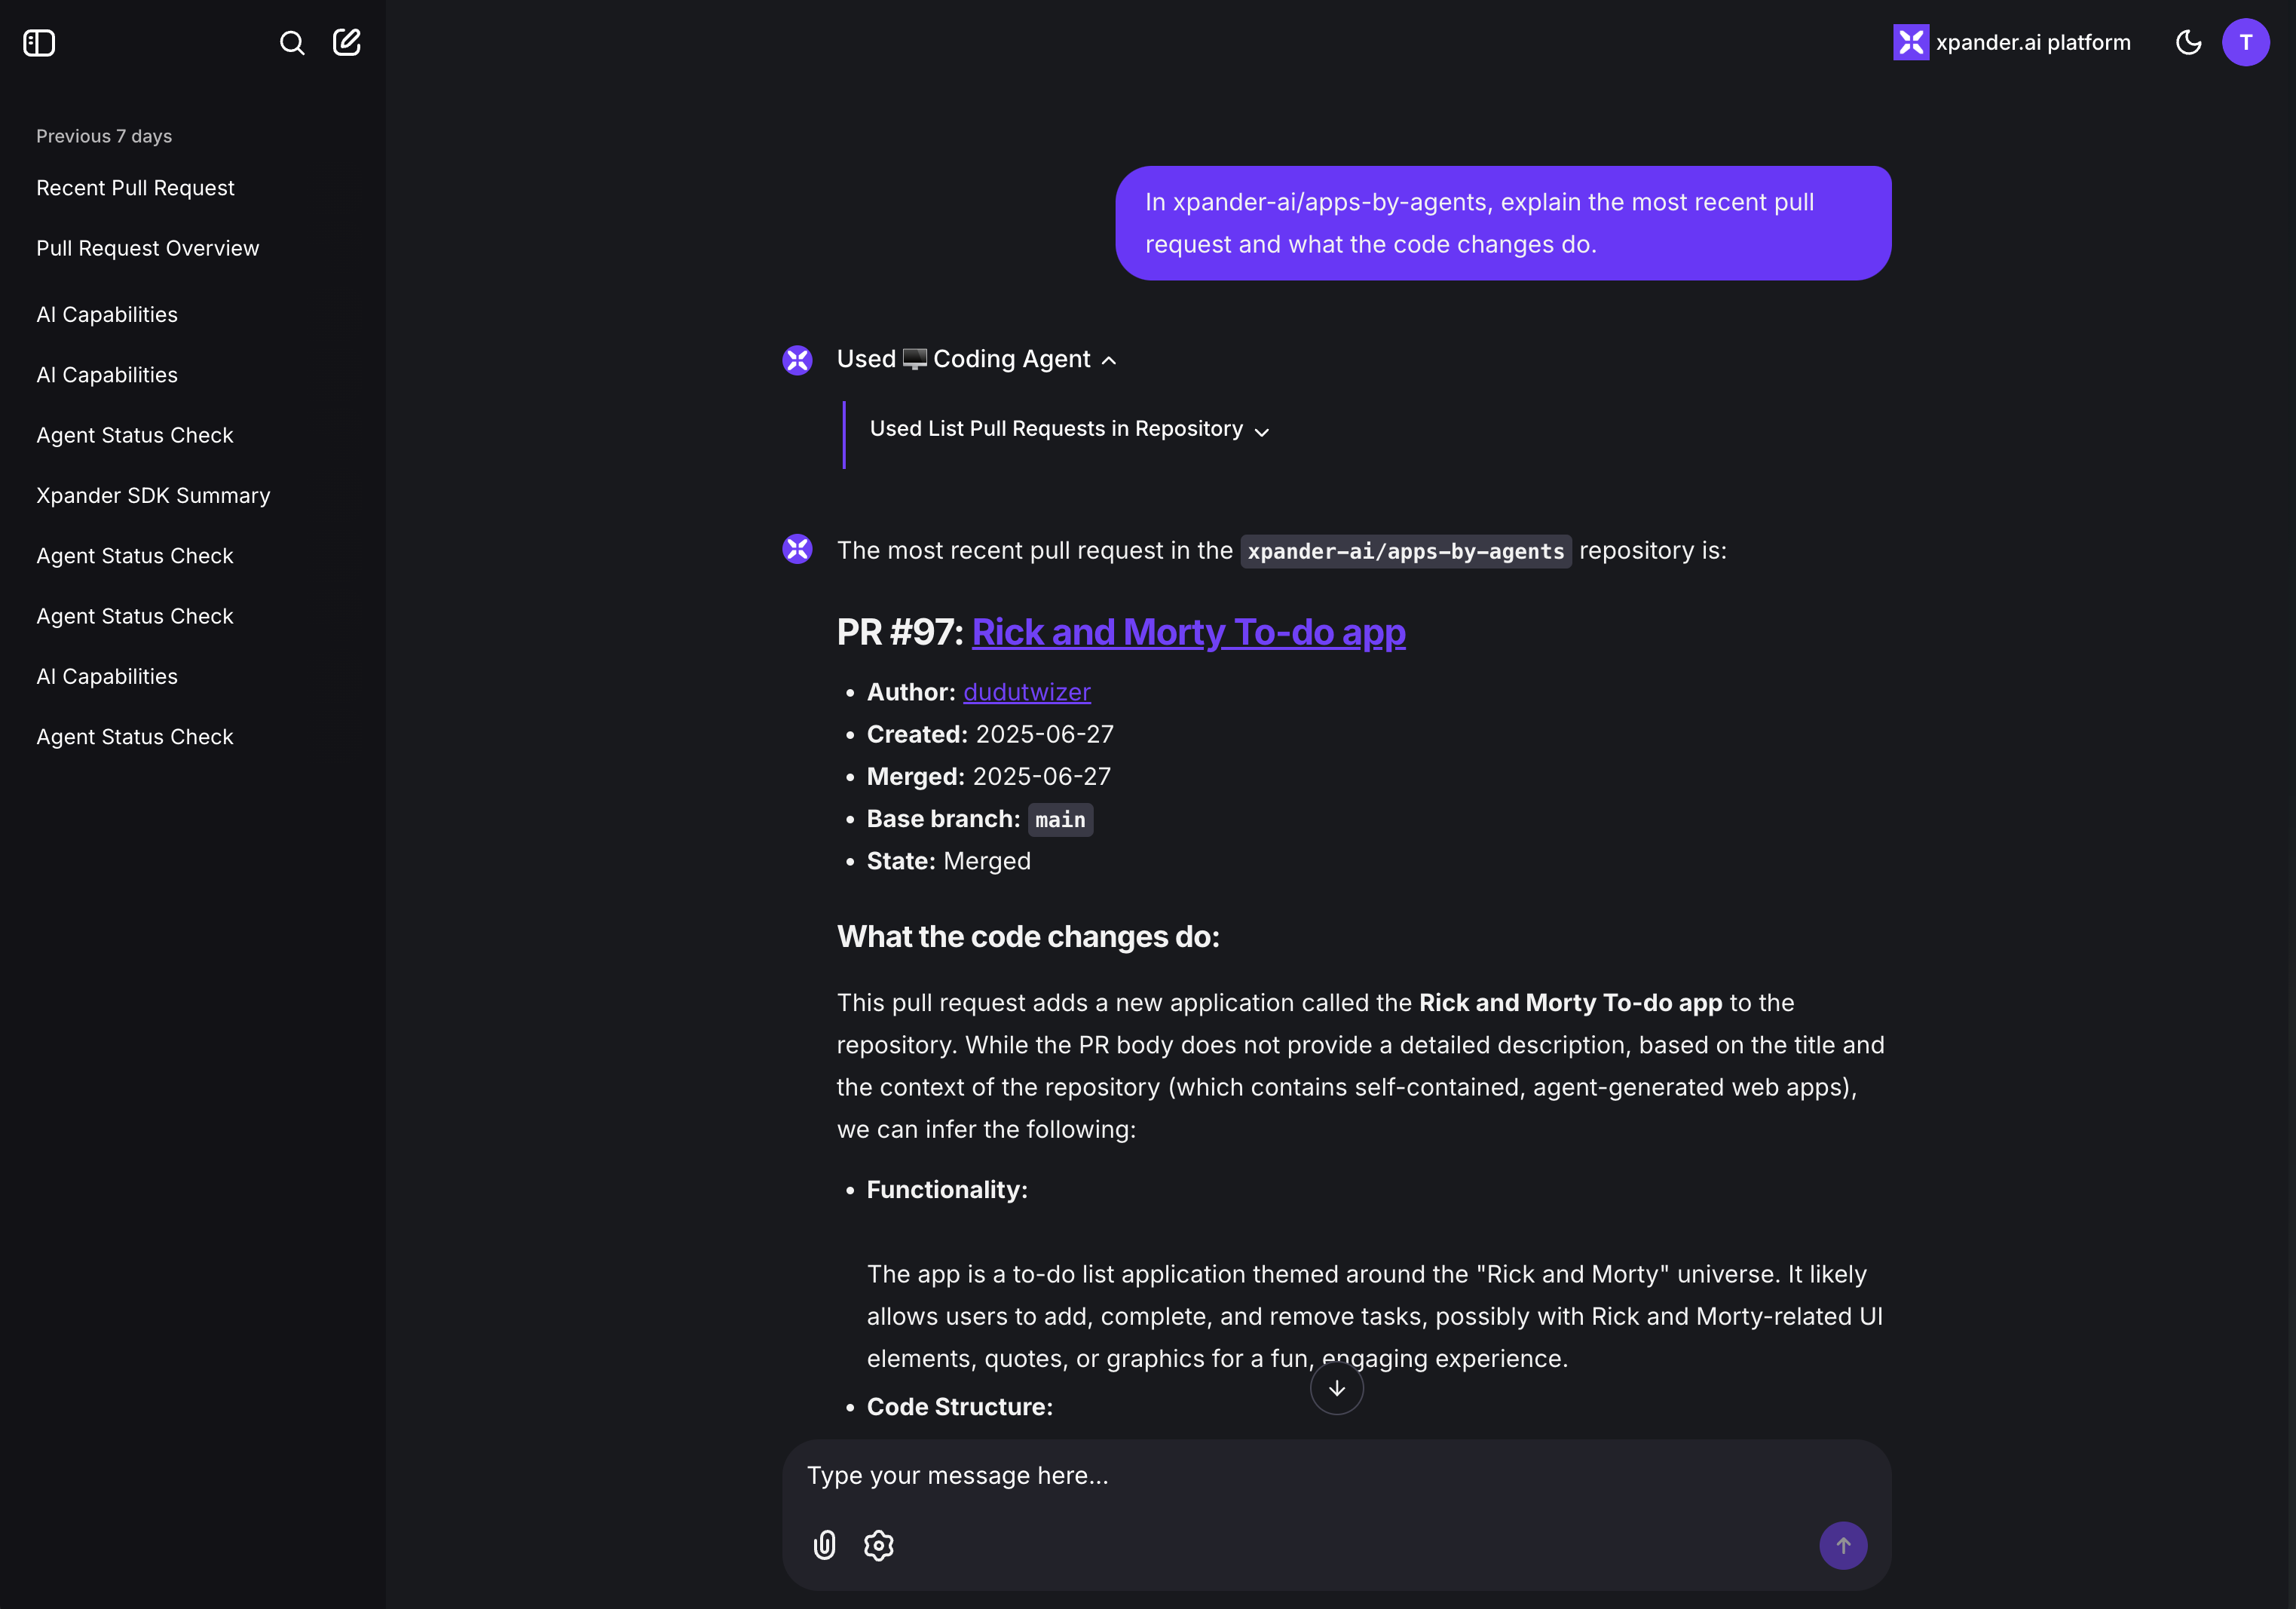 xpander.ai platform
T
Previous 7 days
Recent Pull Request
Pull Request Overview
AI Capabilities
AI Capabilities
Agent Status Check
Xpander SDK Summary
Agent Status Check
Agent Status Check
AI Capabilities
Agent Status Check
In xpander-ai/apps-by-agents, explain the most recent pull
request and what the code changes do.
Used 🖥️ Coding Agent
Used List Pull Requests in Repository
The most recent pull request in the xpander-ai/apps-by-agents repository is:
PR #97: Rick and Morty To-do app
• Author: dudutwizer
• Created: 2025-06-27
• Merged: 2025-06-27
• Base branch: main
• State: Merged
What the code changes do:
This pull request adds a new application called the Rick and Morty To-do app to the
repository. While the PR body does not provide a detailed description, based on the title and
the context of the repository (which contains self-contained, agent-generated web apps),
we can infer the following:
• Functionality:
The app is a to-do list application themed around the "Rick and Morty" universe. It likely
allows users to add, complete, and remove tasks, possibly with Rick and Morty-related UI
elements, quotes, or graphics for a fun, engaging experience.
• Code Structure:
Type your message here...